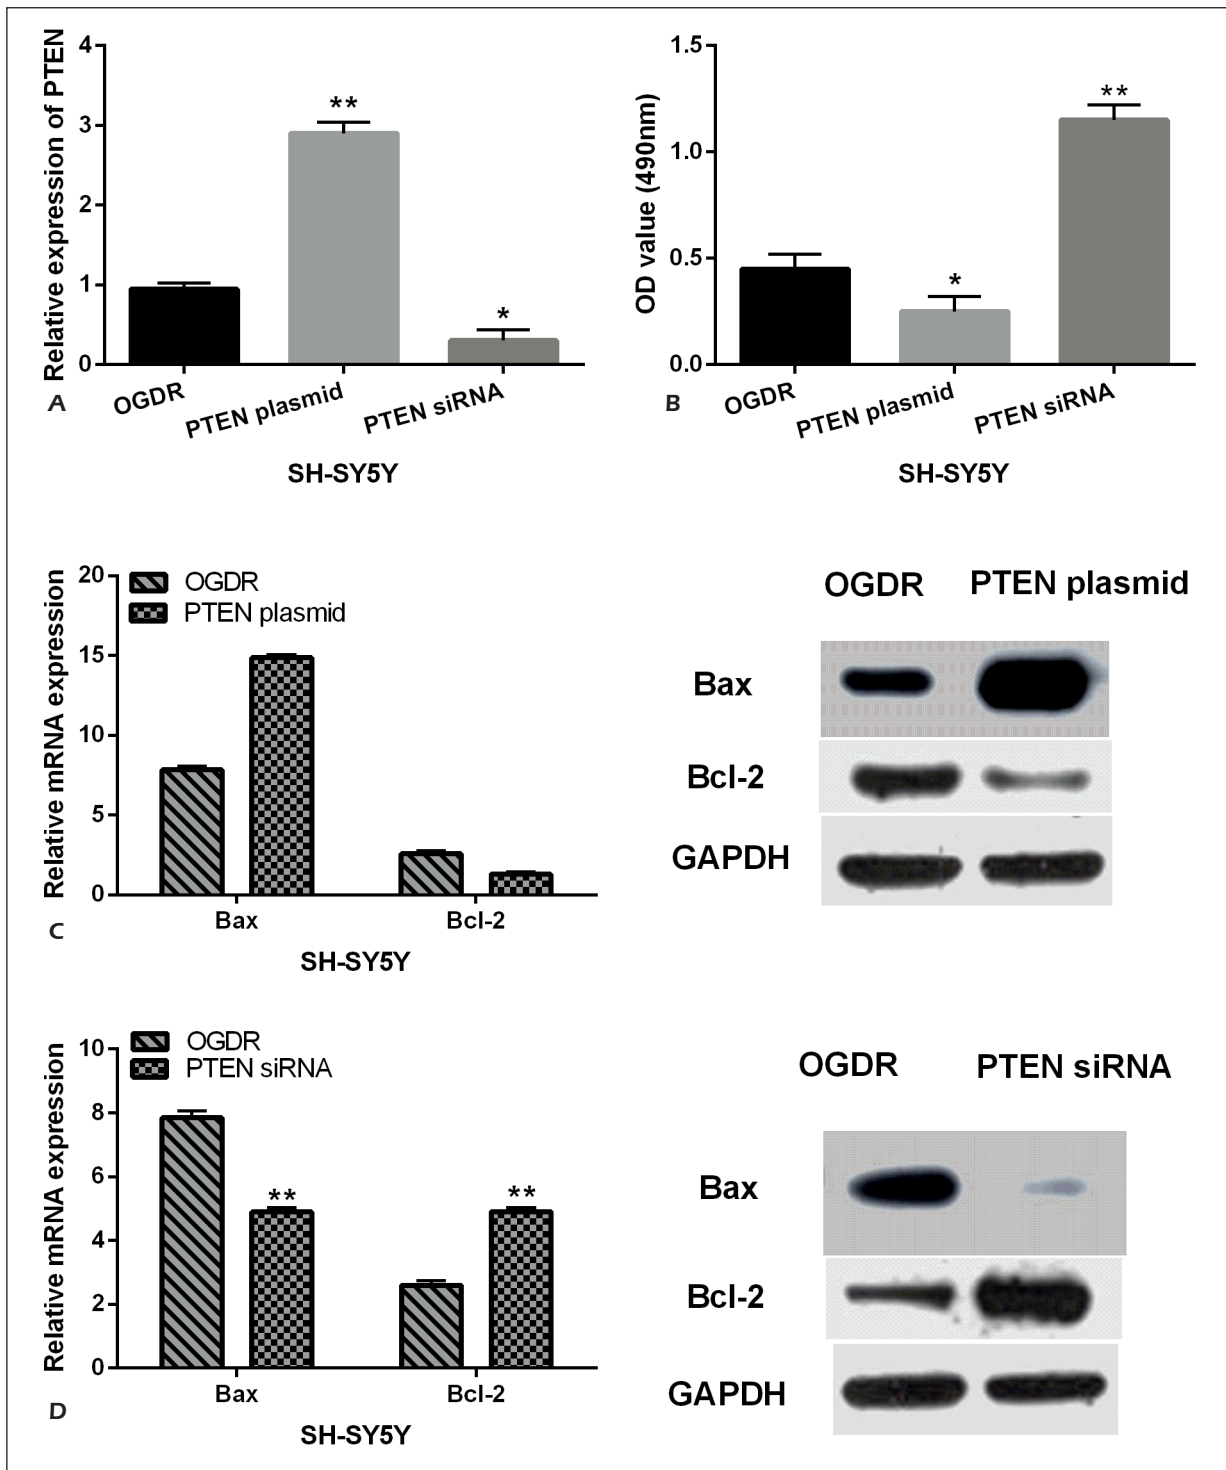 Relative expression of PTEN
4
3
2
1
0
**
*
OGDR
PTEN plasmid
PTEN siRNA
A
SH-SY5Y
OD value (490nm)
1.5
1.0
0.5
0.0
*
**
OGDR
PTEN plasmid
PTEN siRNA
B
SH-SY5Y
Relative mRNA expression
20
15
10
5
0
OGDR
PTEN plasmid
Bax
Bcl-2
C
SH-SY5Y
OGDR
PTEN plasmid
Bax
Bcl-2
GAPDH
Relative mRNA expression
10
8
6
4
2
0
OGDR
PTEN siRNA
**
**
Bax
Bcl-2
D
SH-SY5Y
OGDR
PTEN siRNA
Bax
Bcl-2
GAPDH